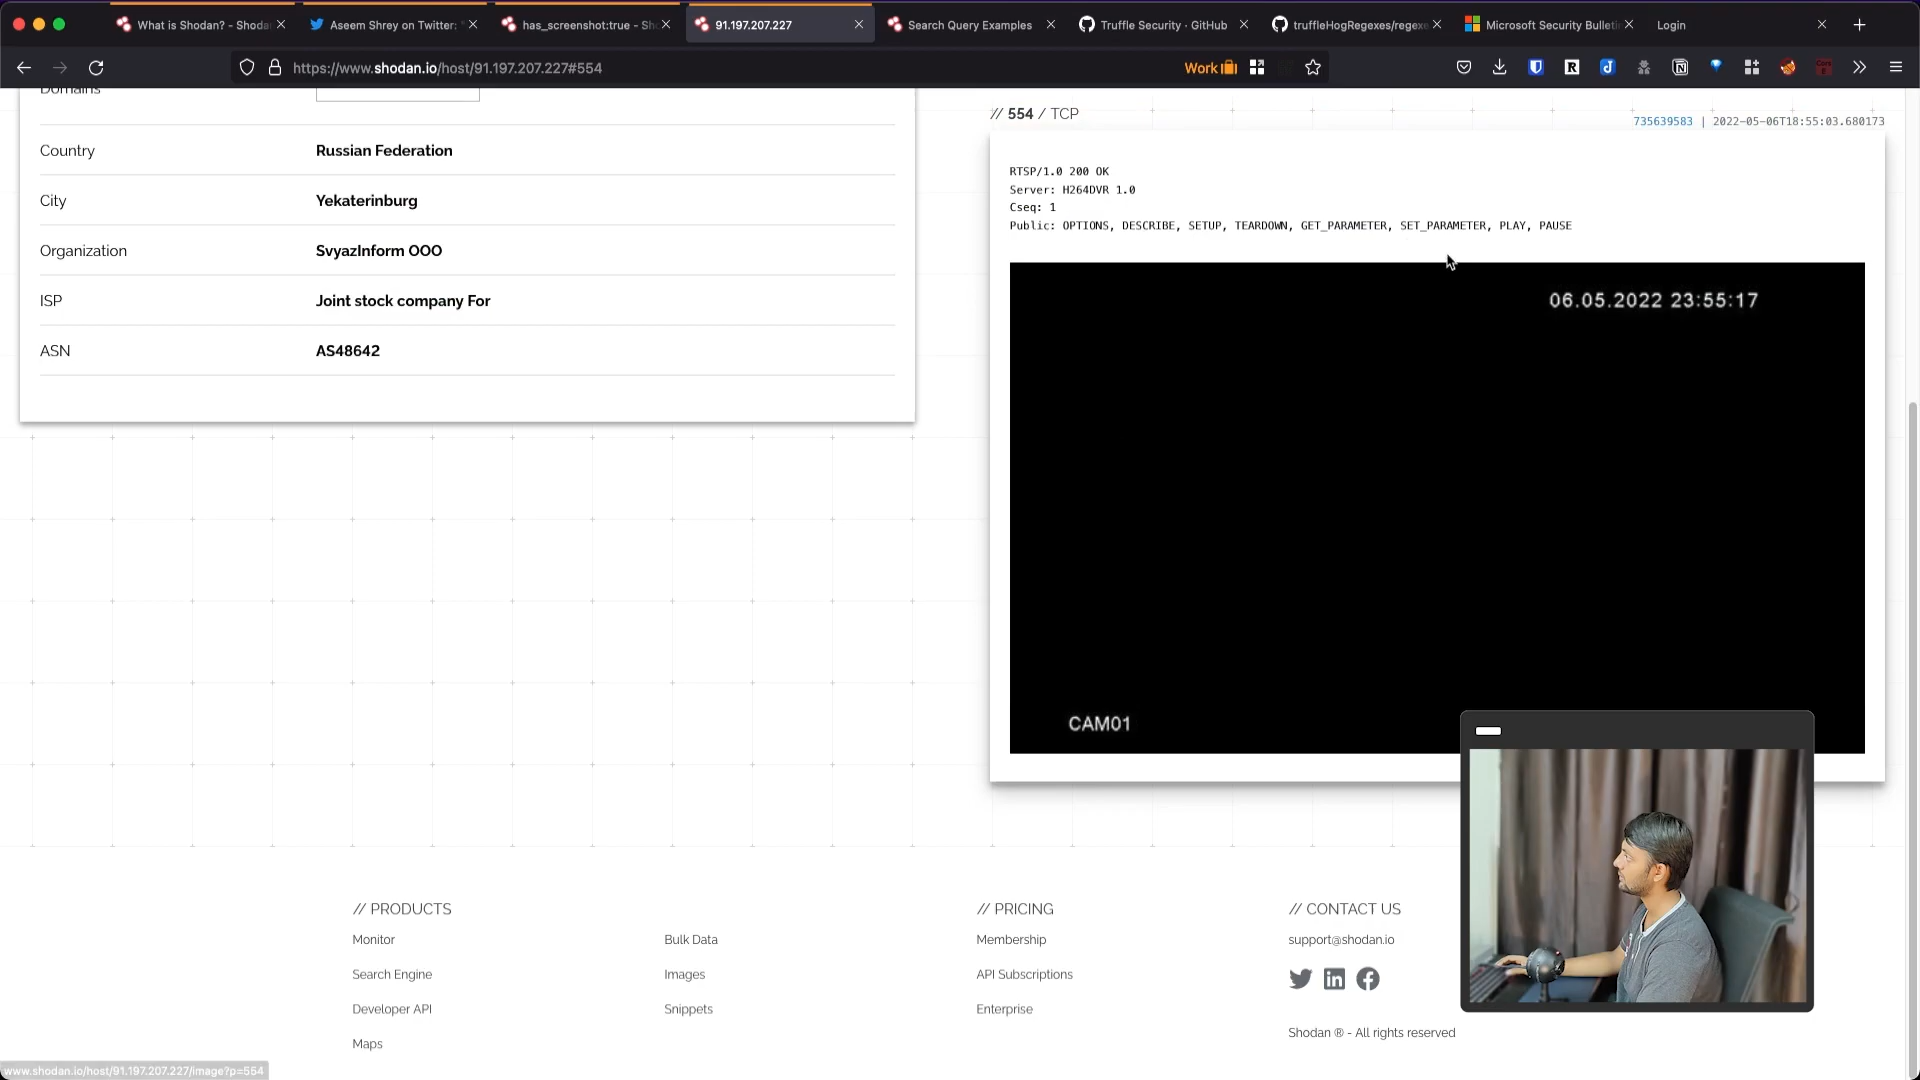 What is Shodan? - Shoda
Aseem Shrey on Twitter: "
has_screenshot:true - Sho
91.197.207.227
Search Query Examples
Truffle Security · GitHub
truffleHogRegexes/regexe
Microsoft Security Bulletin
Login
https://www.shodan.io/host/91.197.207.227#554
Work
Domains
Country Russian Federation
City Yekaterinburg
Organization SvyazInform OOO
ISP Joint stock company For
ASN AS48642
// 554 / TCP
735639583 | 2022-05-06T18:55:03.680173
RTSP/1.0 200 OK
Server: H264DVR 1.0
Cseq: 1
Public: OPTIONS, DESCRIBE, SETUP, TEARDOWN, GET_PARAMETER, SET_PARAMETER, PLAY, PAUSE
06.05.2022 23:55:17
CAM01
// PRODUCTS
Monitor
Search Engine
Developer API
Maps
Bulk Data
Images
Snippets
// PRICING
Membership
API Subscriptions
Enterprise
// CONTACT US
support@shodan.io
Shodan ® - All rights reserved
www.shodan.io/host/91.197.207.227/image?p=554